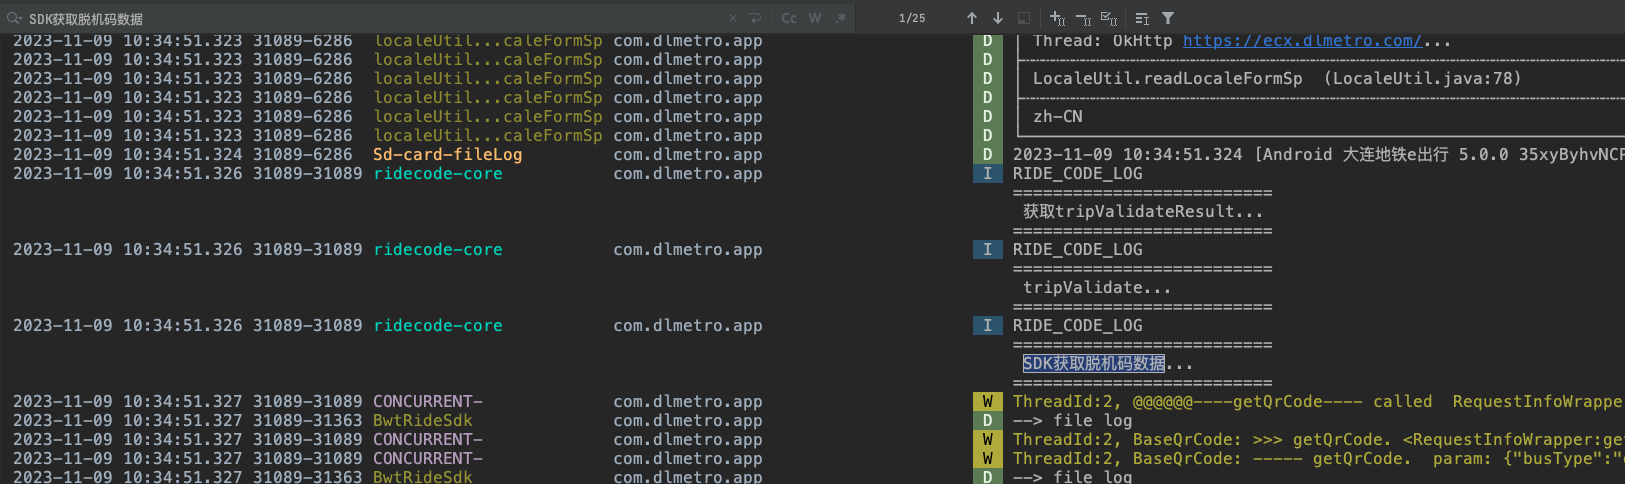 SDK获取脱机码数据 Cc W .* 1/25
2023-11-09 10:34:51.323 31089-6286 localeUtil...caleFormSp com.dlmetro.app D | Thread: OkHttp https://ecx.dlmetro.com/...
2023-11-09 10:34:51.323 31089-6286 localeUtil...caleFormSp com.dlmetro.app D
2023-11-09 10:34:51.323 31089-6286 localeUtil...caleFormSp com.dlmetro.app D | LocaleUtil.readLocaleFormSp (LocaleUtil.java:78)
2023-11-09 10:34:51.323 31089-6286 localeUtil...caleFormSp com.dlmetro.app D
2023-11-09 10:34:51.323 31089-6286 localeUtil...caleFormSp com.dlmetro.app D | zh-CN
2023-11-09 10:34:51.323 31089-6286 localeUtil...caleFormSp com.dlmetro.app D
2023-11-09 10:34:51.324 31089-6286 Sd-card-fileLog com.dlmetro.app D 2023-11-09 10:34:51.324 [Android 大连地铁e出行 5.0.0 35xyByhvNCF
2023-11-09 10:34:51.326 31089-31089 ridecode-core com.dlmetro.app I RIDE_CODE_LOG
==========================
获取tripValidateResult...
==========================
2023-11-09 10:34:51.326 31089-31089 ridecode-core com.dlmetro.app I RIDE_CODE_LOG
==========================
tripValidate...
==========================
2023-11-09 10:34:51.326 31089-31089 ridecode-core com.dlmetro.app I RIDE_CODE_LOG
==========================
SDK获取脱机码数据...
==========================
2023-11-09 10:34:51.327 31089-31089 CONCURRENT- com.dlmetro.app W ThreadId:2, @@@@@@----getQrCode---- called RequestInfoWrappe
2023-11-09 10:34:51.327 31089-31363 BwtRideSdk com.dlmetro.app D --> file log
2023-11-09 10:34:51.327 31089-31089 CONCURRENT- com.dlmetro.app W ThreadId:2, BaseQrCode: >>> getQrCode. <RequestInfoWrapper:ge
2023-11-09 10:34:51.327 31089-31089 CONCURRENT- com.dlmetro.app W ThreadId:2, BaseQrCode: ----- getQrCode. param: {"busType":"
2023-11-09 10:34:51.327 31089-31363 BwtRideSdk com.dlmetro.app D --> file log